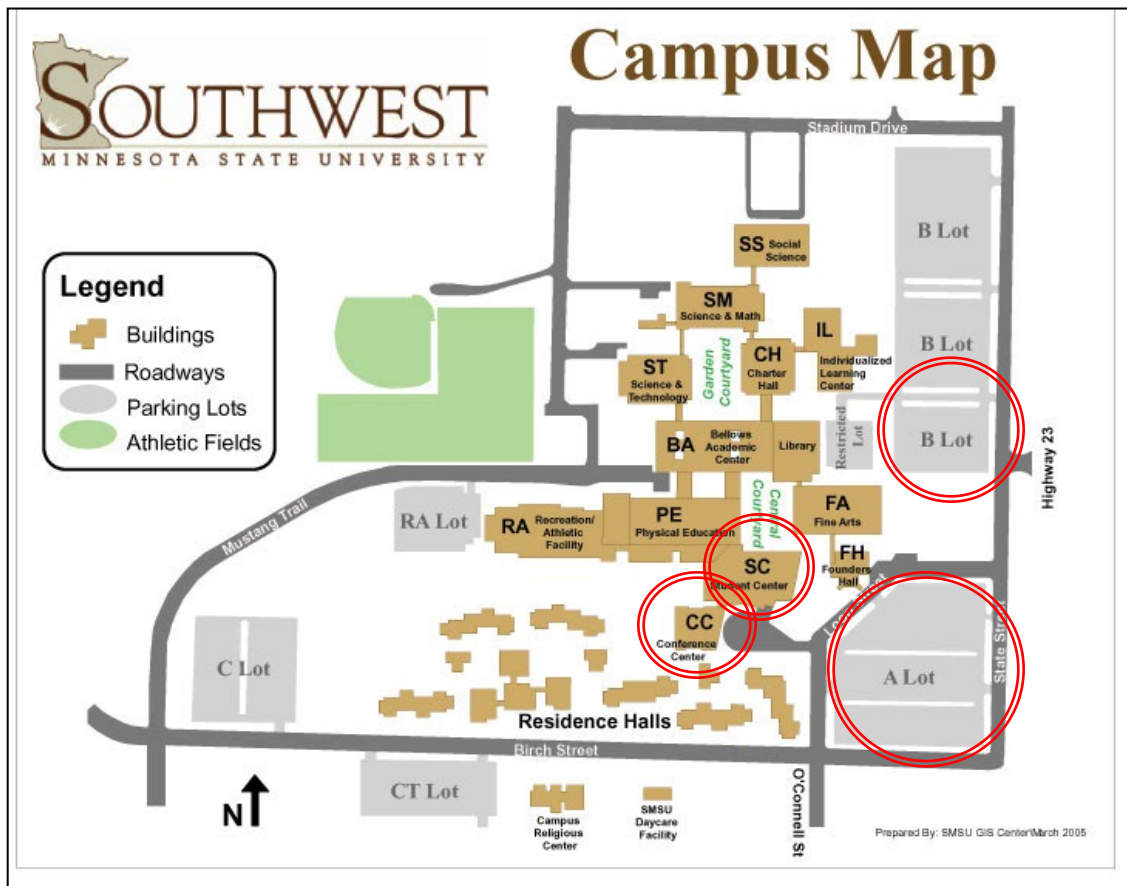 Campus Map
SOUTHWEST
MINNESOTA STATE UNIVERSITY
Stadium Drive
B Lot
SS Social
Science
Legend
Buildings
Roadways
Parking Lots
Athletic Fields
SM
Science & Math
IL
Individualized
Learning
Center
B Lot
CH
Charter
Hall
Garden
Courtyard
ST
Science &
Technology
B Lot
Restricted
Lot
BA
Bellows
Academic
Center
Library
Highway 23
Mustang Trail
RA Lot
RA
Recreation/
Athletic
Facility
PE
Physical Education
Central
Courtyard
FA
Fine Arts
FH
Founders
Hall
SC
Student Center
CC
Conference
Center
State Street
A Lot
C Lot
Residence Halls
Birch Street
CT Lot
N
Campus
Religious
Center
SMSU
Daycare
Facility
O'Connell St
Prepared By: SMSU GIS Center\March 2005